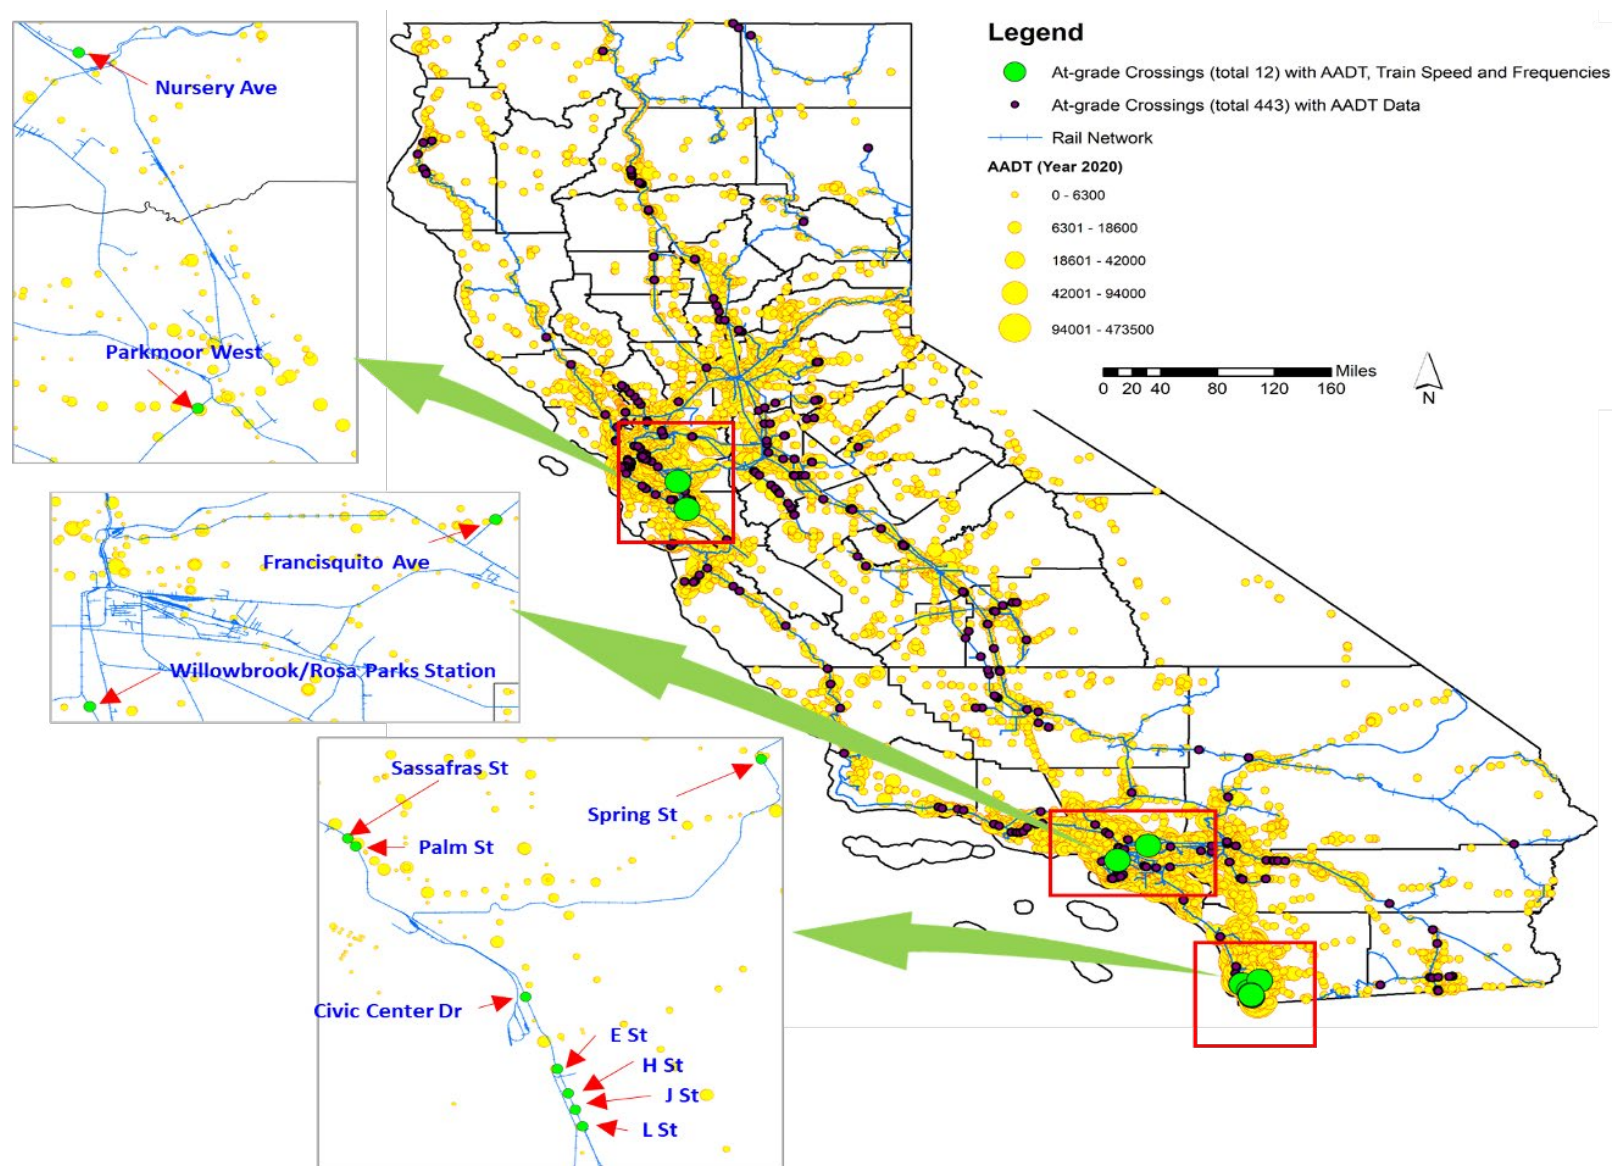 Legend
At-grade Crossings (total 12) with AADT, Train Speed and Frequencies
At-grade Crossings (total 443) with AADT Data
Rail Network
AADT (Year 2020)
0 - 6300
6301 - 18600
18601 - 42000
42001 - 94000
94001 - 473500
0 20 40 80 120 160 Miles
N
Nursery Ave
Parkmoor West
Francisquito Ave
Willowbrook/Rosa Parks Station
Sassafras St
Spring St
Palm St
Civic Center Dr
E St
H St
J St
L St